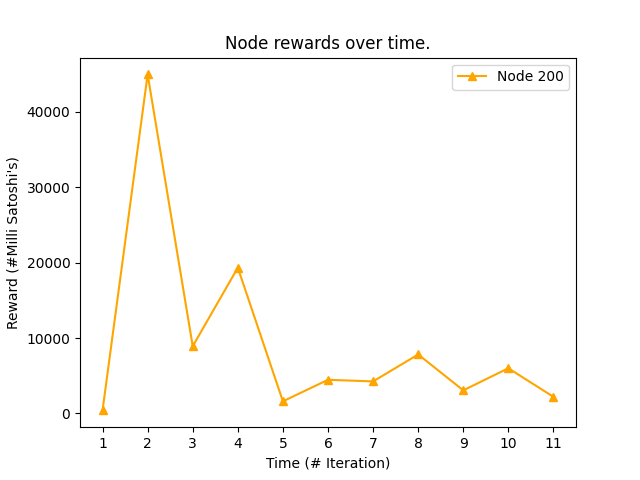 Node rewards over time.
Node 200
Reward (#Milli Satoshi's)
40000
30000
20000
10000
0
1 2 3 4 5 6 7 8 9 10 11
Time (# Iteration)